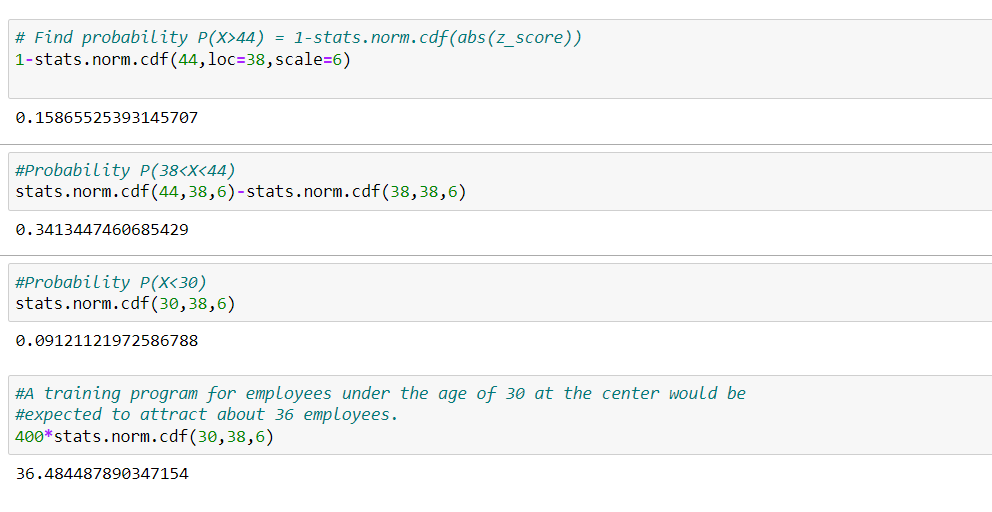 # Find probability P(X>44) = 1-stats.norm.cdf(abs(z_score))
1-stats.norm.cdf(44,loc=38,scale=6)
0.15865525393145707
#Probability P(38<X<44)
stats.norm.cdf(44,38,6)-stats.norm.cdf(38,38,6)
0.3413447460685429
#Probability P(X<30)
stats.norm.cdf(30,38,6)
0.09121121972586788
#A training program for employees under the age of 30 at the center would be
#expected to attract about 36 employees.
400*stats.norm.cdf(30,38,6)
36.484487890347154